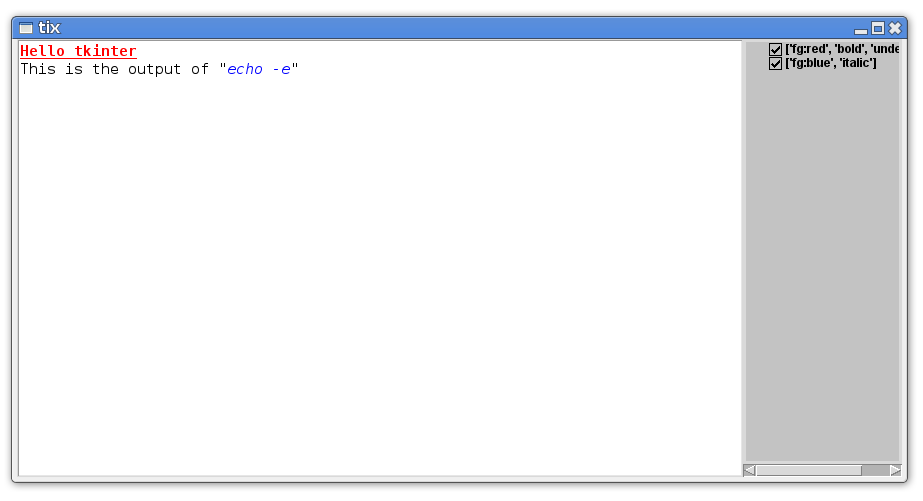 tix
Hello tkinter
This is the output of "echo -e"
['fg:red', 'bold', 'unde
['fg:blue', 'italic']